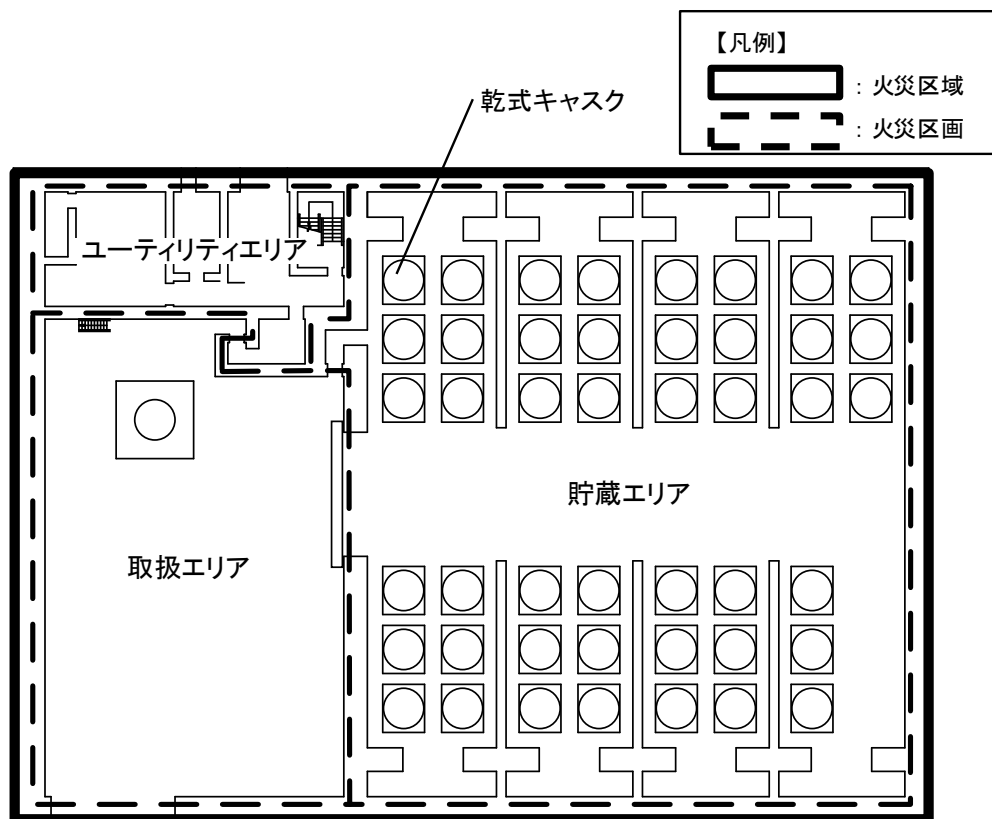 【凡例】
: 火災区域
: 火災区画
乾式キャスク
ユーティリティエリア
貯蔵エリア
取扱エリア